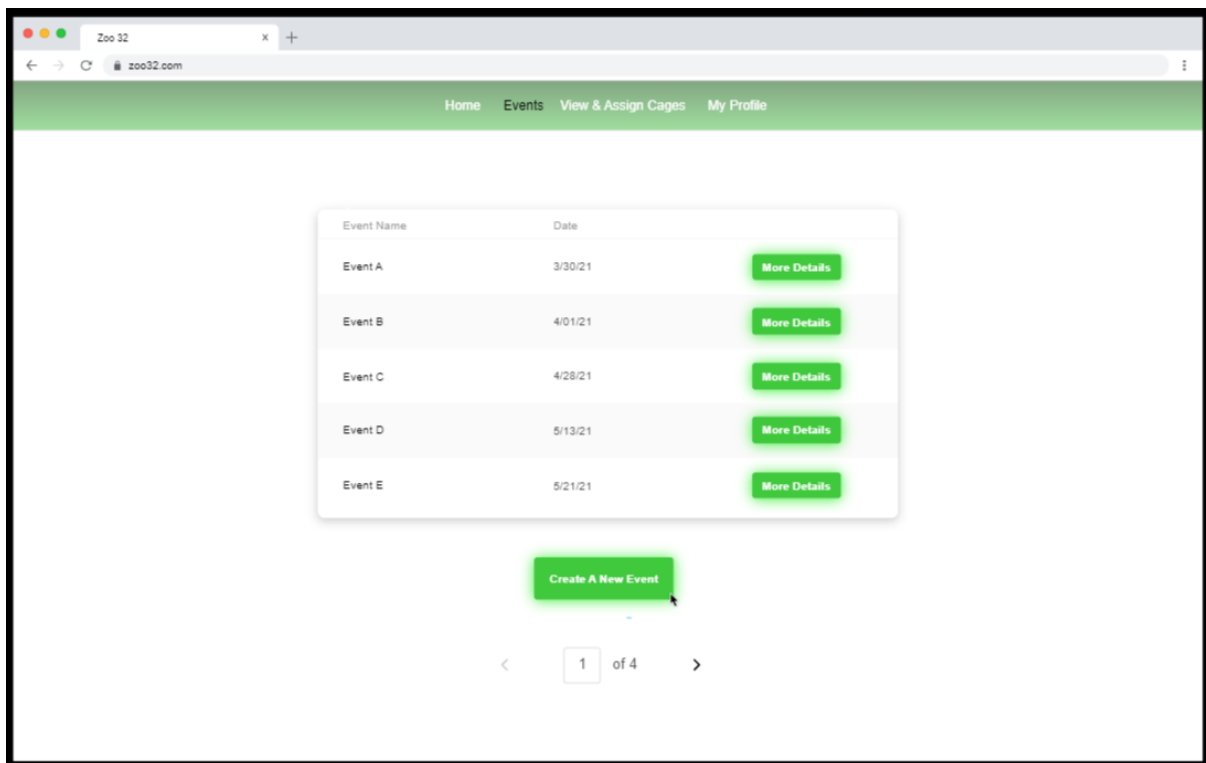 Zoo 32
zoo32.com
Home Events View & Assign Cages My Profile
Event Name Date
Event A 3/30/21 More Details
Event B 4/01/21 More Details
Event C 4/28/21 More Details
Event D 5/13/21 More Details
Event E 5/21/21 More Details
Create A New Event
1 of 4